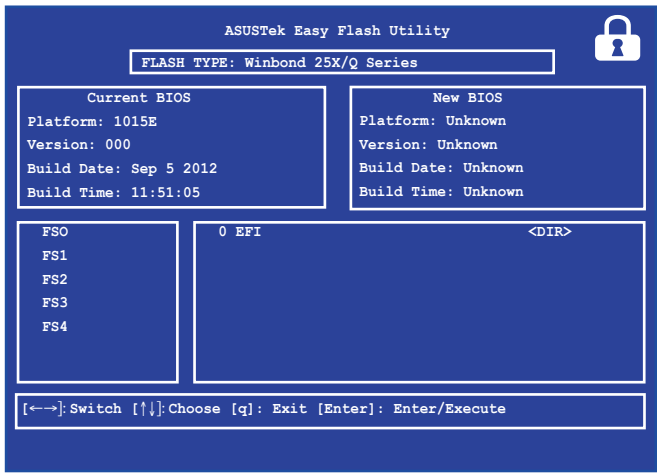 ASUSTek Easy Flash Utility
FLASH TYPE: Winbond 25X/Q Series
Current BIOS
Platform: 1015E
Version: 000
Build Date: Sep 5 2012
Build Time: 11:51:05
New BIOS
Platform: Unknown
Version: Unknown
Build Date: Unknown
Build Time: Unknown
FSO
FS1
FS2
FS3
FS4
0 EFI <DIR>
[←→]: Switch [↑↓]: Choose [q]: Exit [Enter]: Enter/Execute